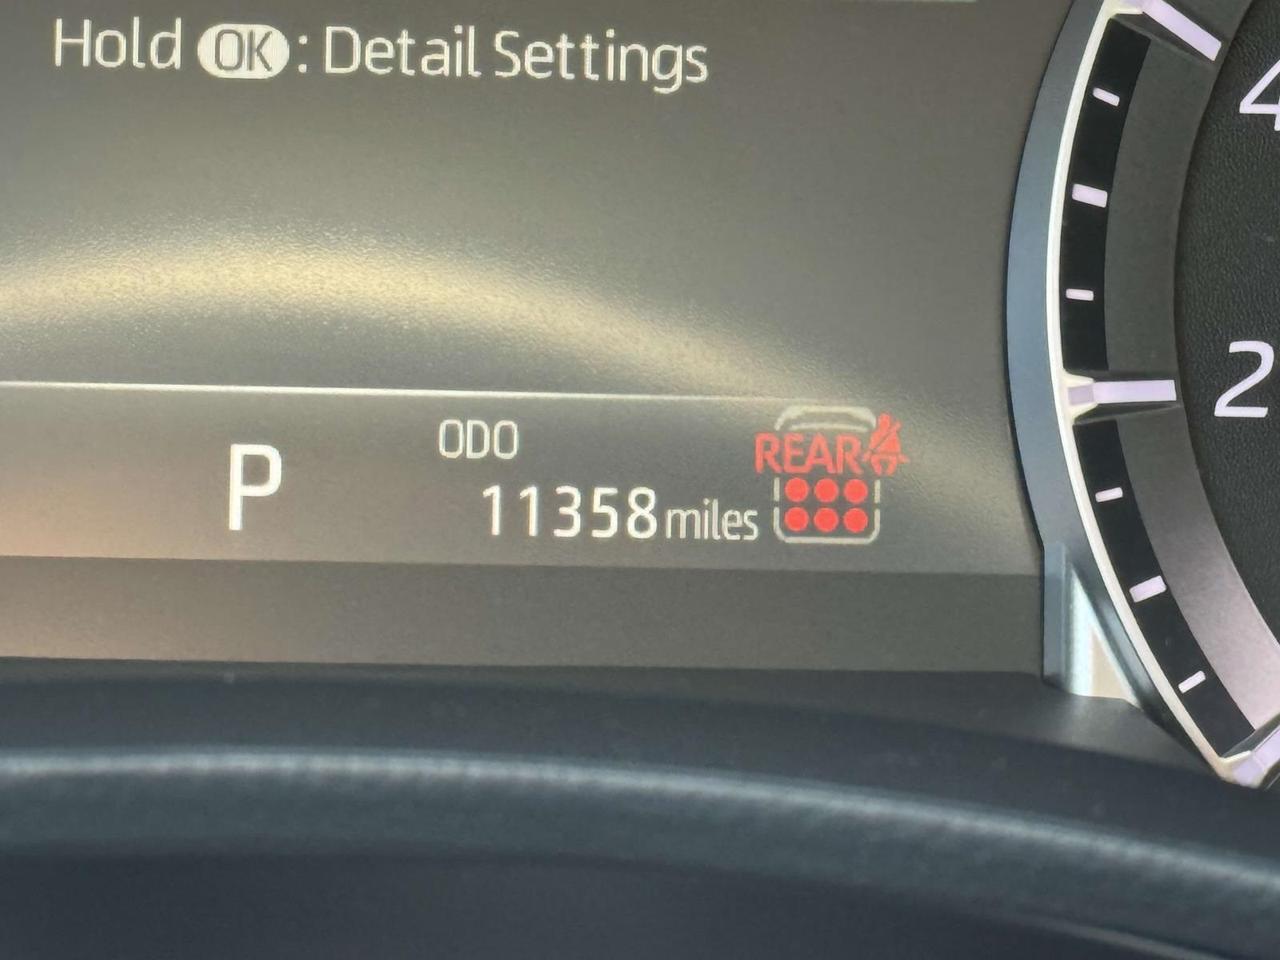 Hold OK : Detail Settings
4
2
P
ODO
11358 miles
REAR